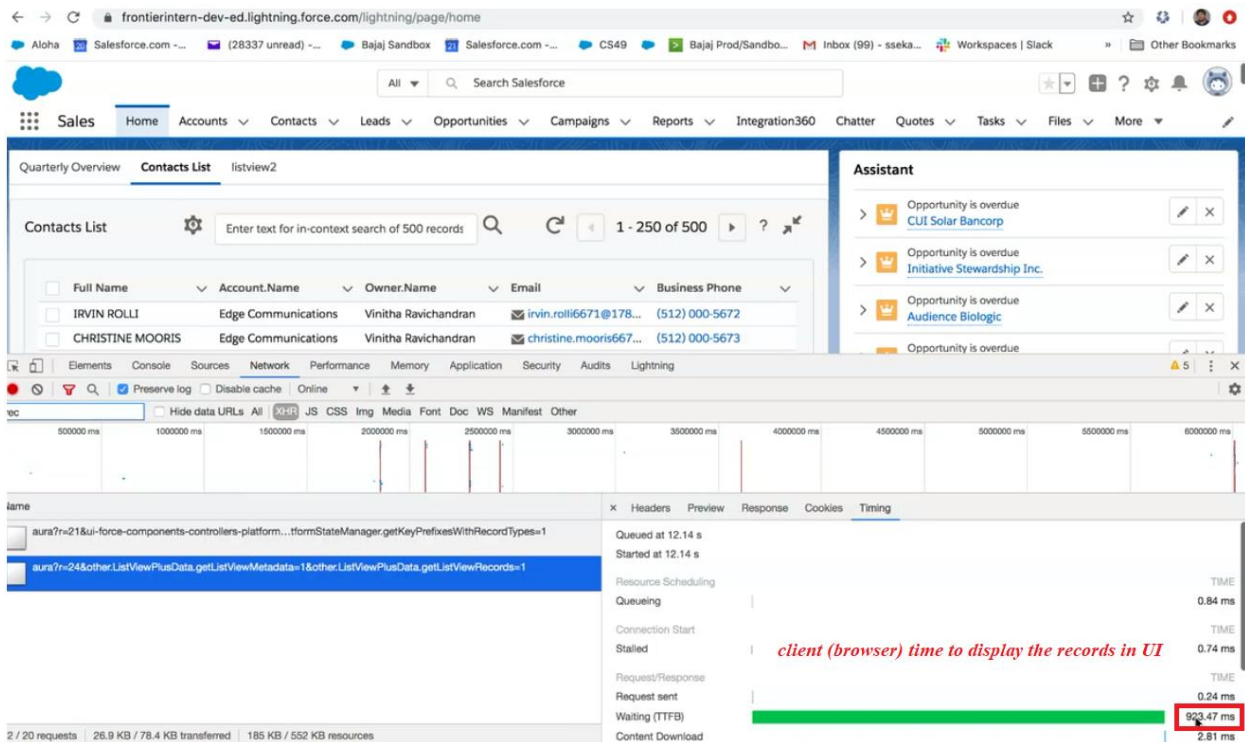 frontierintern-dev-ed.lightning.force.com/lightning/page/home
Aloha Salesforce.com -... (28337 unread) -... Bajaj Sandbox Salesforce.com -... CS49 Bajaj Prod/Sandbo... Inbox (99) - sseka... Workspaces | Slack » Other Bookmarks
All Search Salesforce
Sales Home Accounts Contacts Leads Opportunities Campaigns Reports Integration360 Chatter Quotes Tasks Files More
Quarterly Overview Contacts List listview2
Assistant
Opportunity is overdue
CUI Solar Bancorp
Contacts List Enter text for in-context search of 500 records 1 - 250 of 500 ?
Opportunity is overdue
Initiative Stewardship Inc.
Full Name Account.Name Owner.Name Email Business Phone
Opportunity is overdue
Audience Biologic
IRVIN ROLLI Edge Communications Vinitha Ravichandran irvin.rolli6671@178... (512) 000-5672
CHRISTINE MOORIS Edge Communications Vinitha Ravichandran christine.mooris667... (512) 000-5673
Opportunity is overdue
Elements Console Sources Network Performance Memory Application Security Audits Lightning 5
Preserve log Disable cache Online
rec Hide data URLs All XHR JS CSS Img Media Font Doc WS Manifest Other
500000 ms 1000000 ms 1500000 ms 2000000 ms 2500000 ms 3000000 ms 3500000 ms 4000000 ms 4500000 ms 5000000 ms 5500000 ms 6000000 ms
Name
aura?r=21&ui-force-components-controllers-platform...tformStateManager.getKeyPrefixesWithRecordTypes=1
aura?r=24&other.ListViewPlusData.getListViewMetadata=1&other.ListViewPlusData.getListViewRecords=1
× Headers Preview Response Cookies Timing
Queued at 12.14 s
Started at 12.14 s
Resource Scheduling TIME
Queueing 0.84 ms
Connection Start TIME
Stalled 0.74 ms
client (browser) time to display the records in UI
Request/Response TIME
Request sent 0.24 ms
Waiting (TTFB) 923.47 ms
Content Download 2.81 ms
2 / 20 requests 26.9 KB / 78.4 KB transferred 185 KB / 552 KB resources